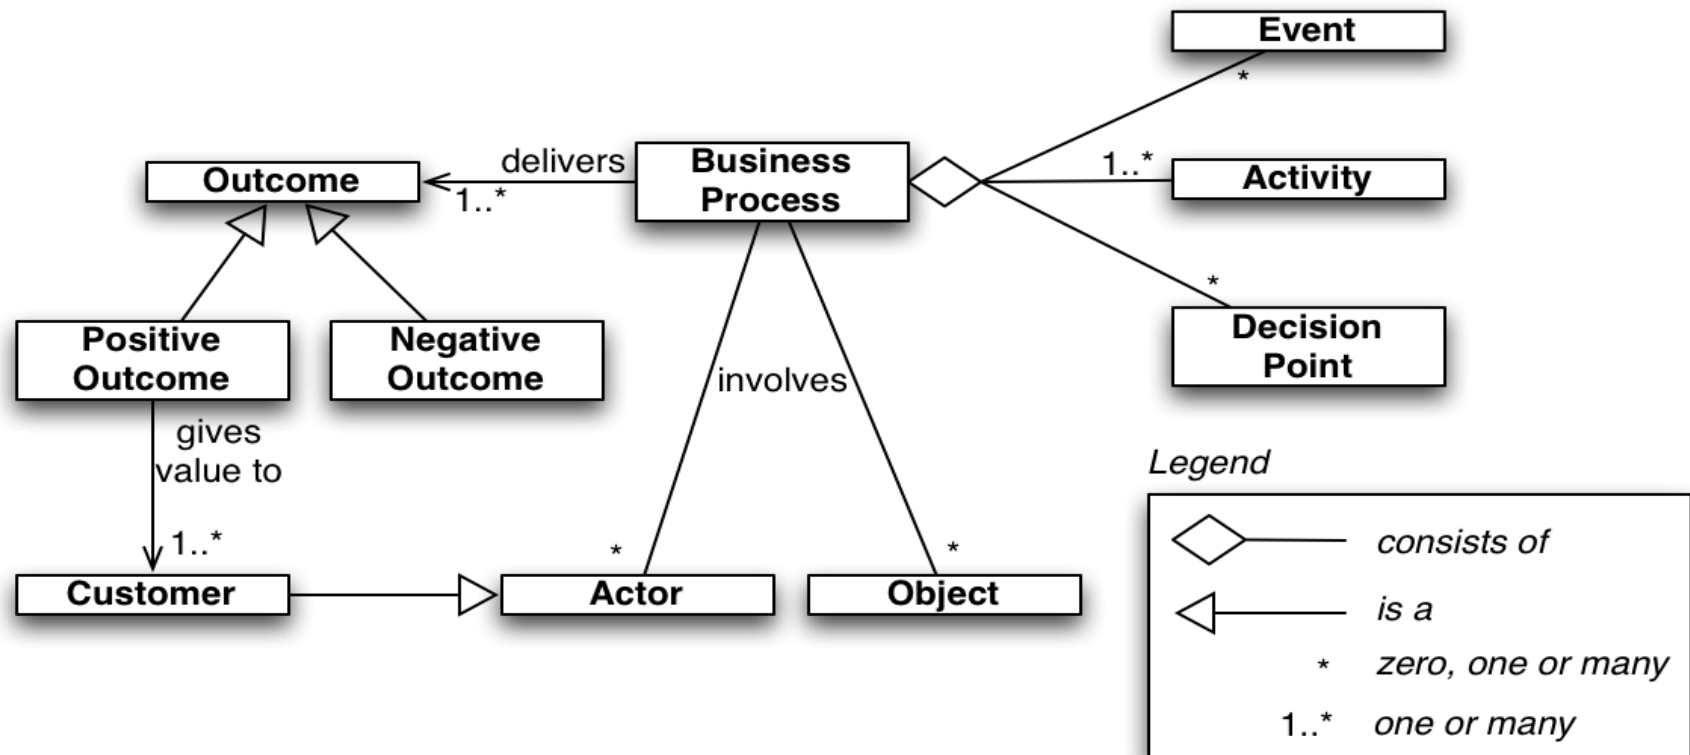 Event
*
delivers
Business
Process
1..*
Activity
Outcome
1..*
*
Decision
Point
Positive
Outcome
Negative
Outcome
involves
gives
value to
Legend
1..*
*
*
consists of
Customer
Actor
Object
is a
* zero, one or many
1..* one or many